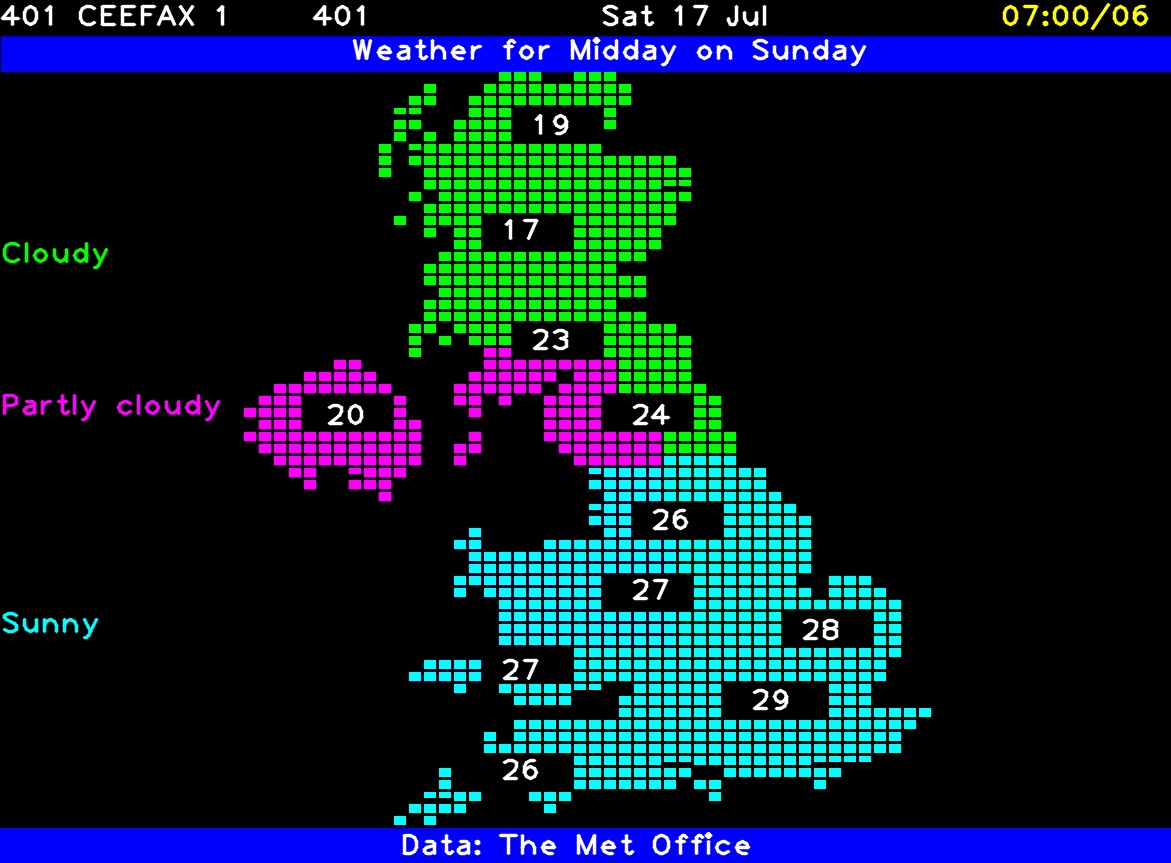 401 CEEFAX 1 401 Sat 17 Jul 07:00/06
Weather for Midday on Sunday
19
17
Cloudy
23
Partly cloudy
20 24
26
27
Sunny
28
27
29
26
Data: The Met Office